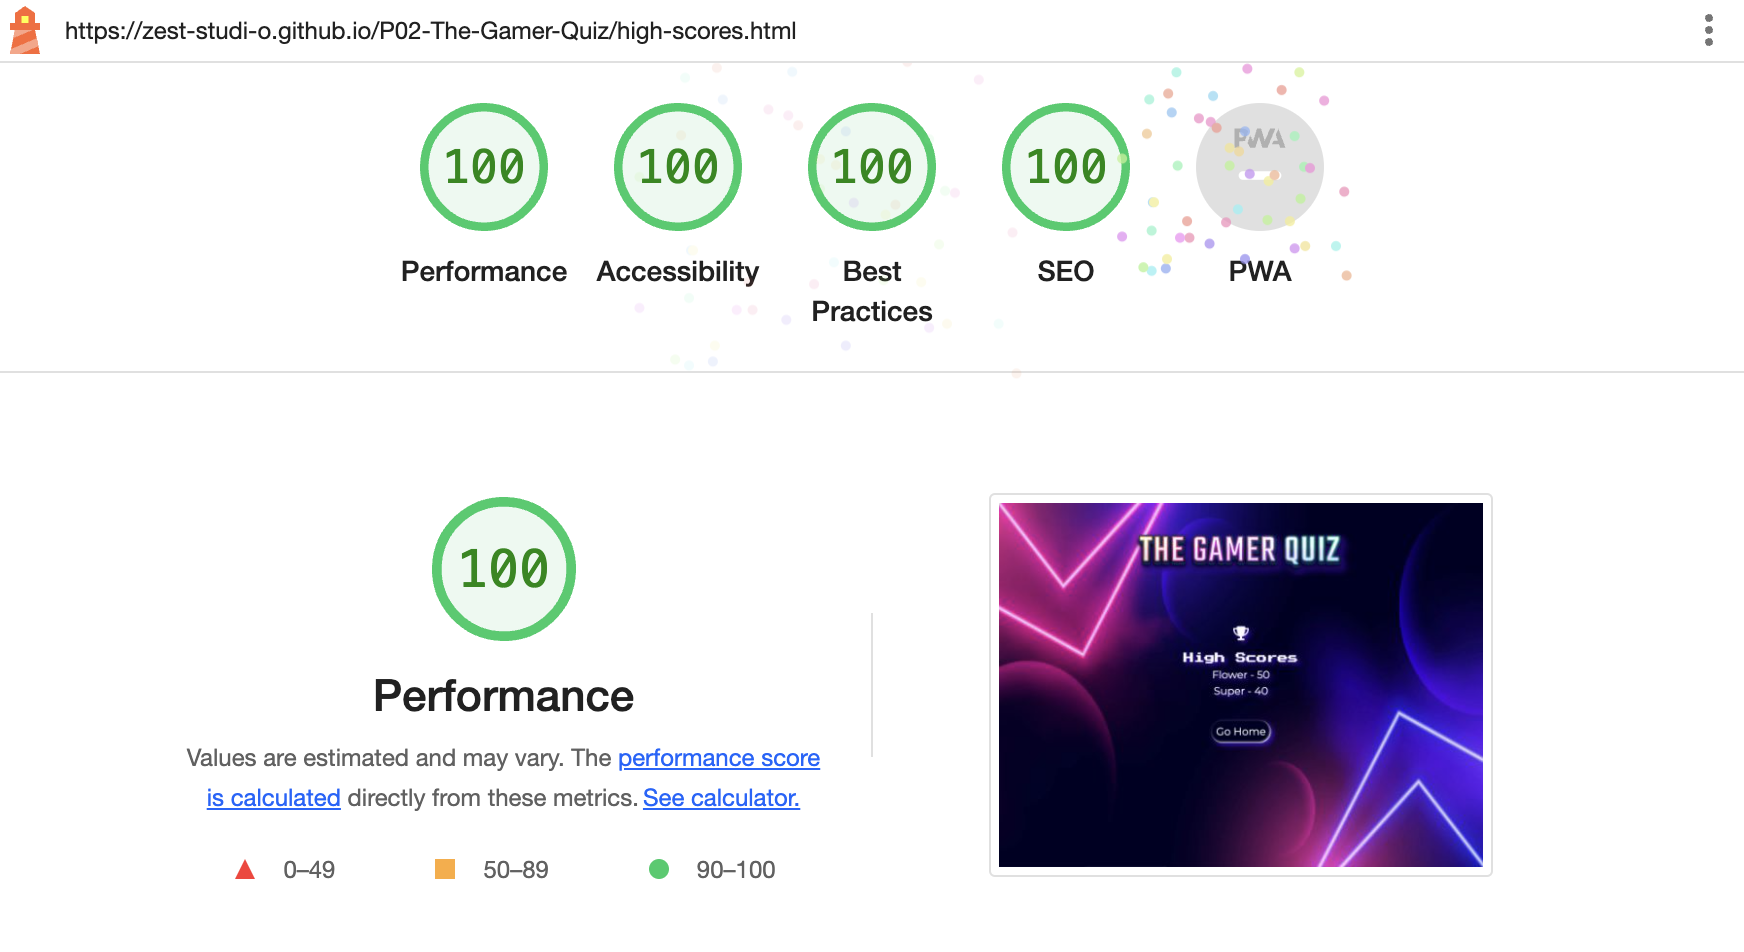 https://zest-studi-o.github.io/P02-The-Gamer-Quiz/high-scores.html
100
100
100
100
PWA
Performance
Accessibility
Best
Practices
SEO
PWA
100
Performance
Values are estimated and may vary. The performance score
is calculated directly from these metrics. See calculator.
0–49
50–89
90–100
THE GAMER QUIZ
High Scores
Flower - 50
Super - 40
Go Home